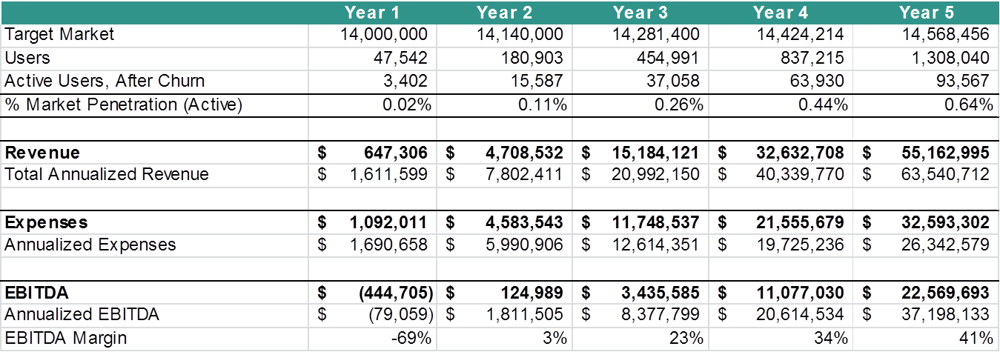 Year 1 Year 2 Year 3 Year 4 Year 5
Target Market 14,000,000 14,140,000 14,281,400 14,424,214 14,568,456
Users 47,542 180,903 454,991 837,215 1,308,040
Active Users, After Churn 3,402 15,587 37,058 63,930 93,567
% Market Penetration (Active) 0.02% 0.11% 0.26% 0.44% 0.64%
Revenue $ 647,306 $ 4,708,532 $ 15,184,121 $ 32,632,708 $ 55,162,995
Total Annualized Revenue $ 1,611,599 $ 7,802,411 $ 20,992,150 $ 40,339,770 $ 63,540,712
Expenses $ 1,092,011 $ 4,583,543 $ 11,748,537 $ 21,555,679 $ 32,593,302
Annualized Expenses $ 1,690,658 $ 5,990,906 $ 12,614,351 $ 19,725,236 $ 26,342,579
EBITDA $ (444,705) $ 124,989 $ 3,435,585 $ 11,077,030 $ 22,569,693
Annualized EBITDA $ (79,059) $ 1,811,505 $ 8,377,799 $ 20,614,534 $ 37,198,133
EBITDA Margin -69% 3% 23% 34% 41%